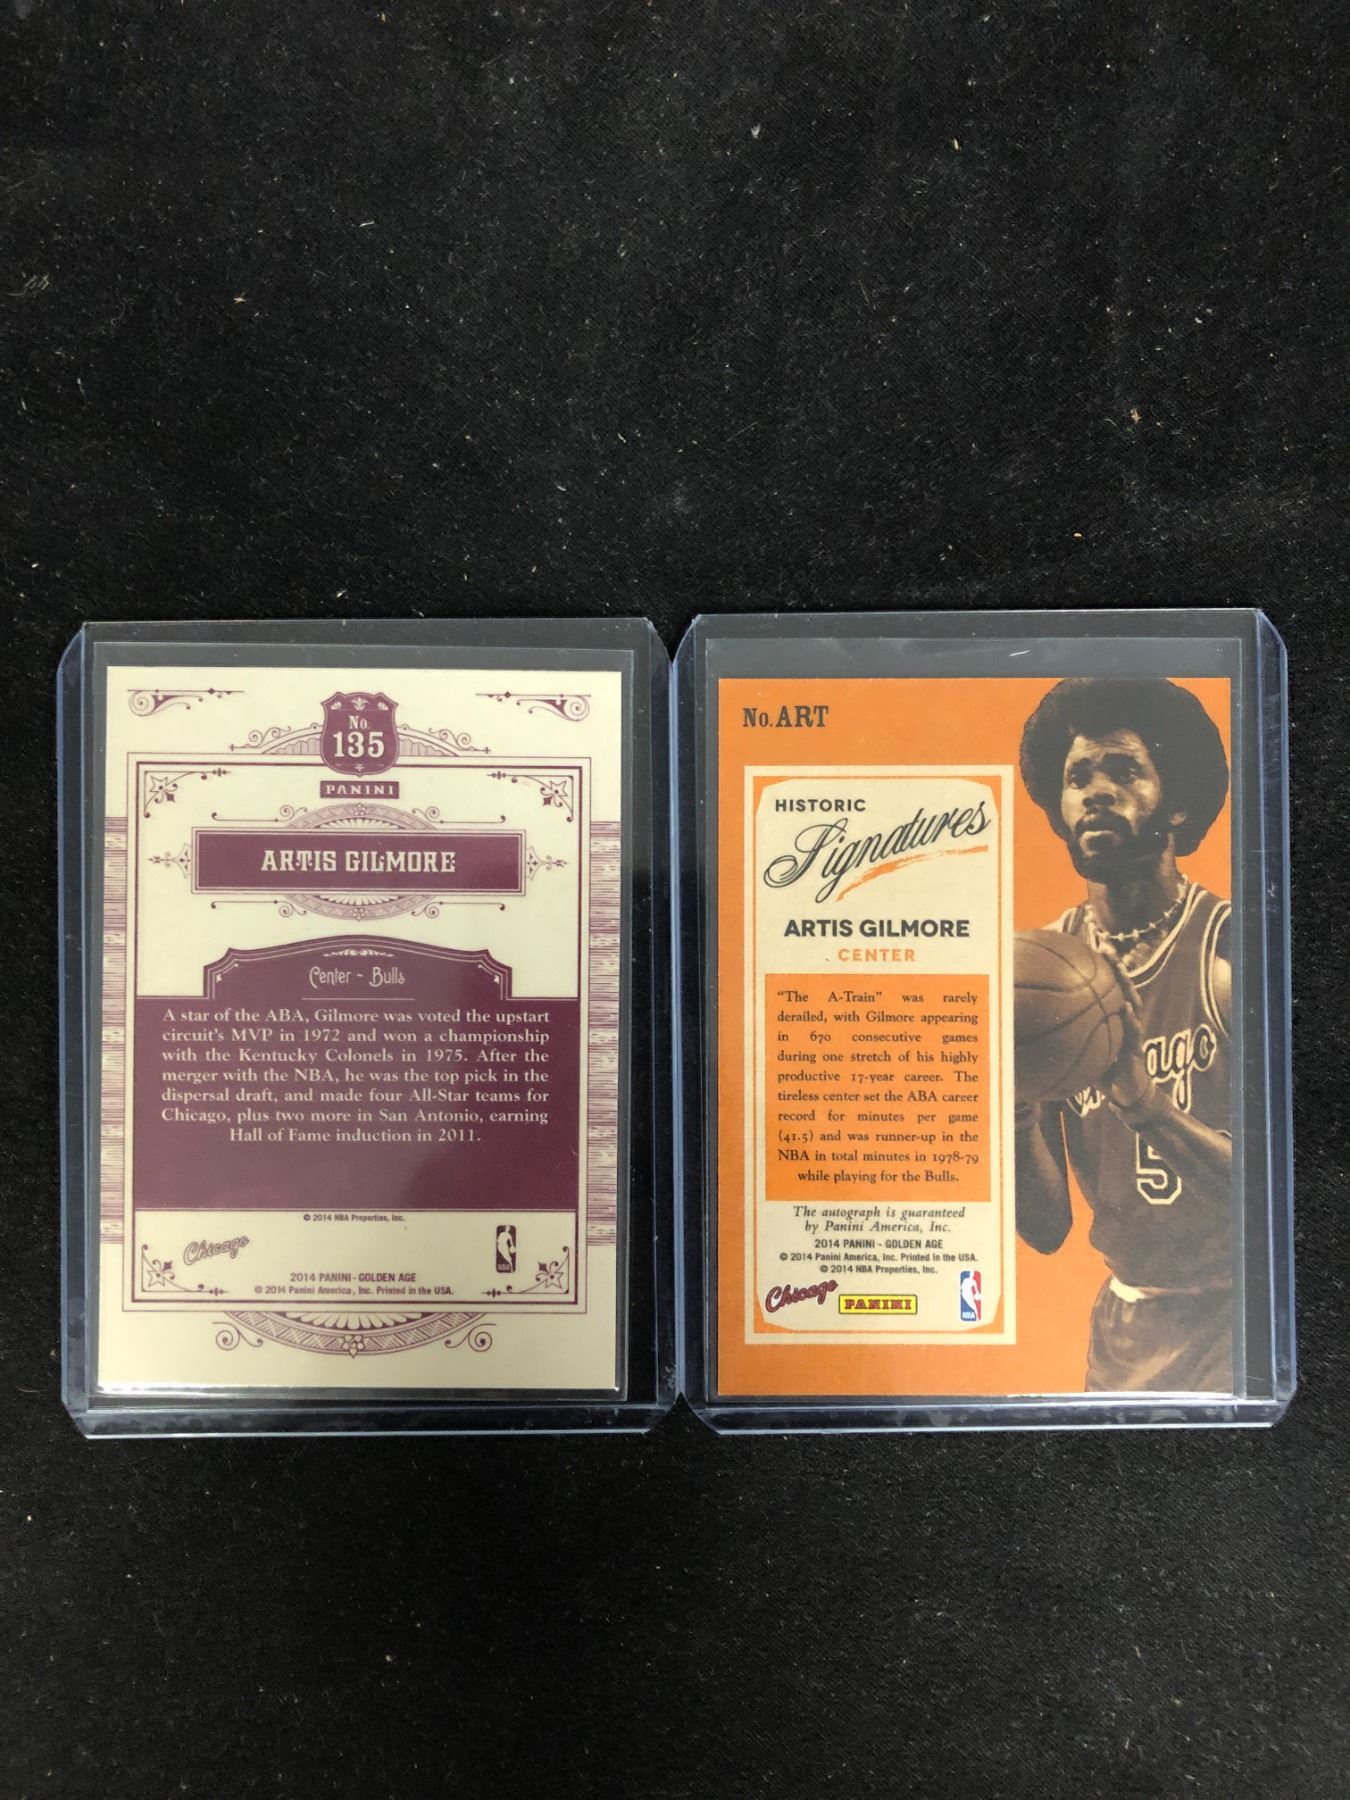 No.
135
PANINI
ARTIS GILMORE
Center ~ Bulls
A star of the ABA, Gilmore was voted the upstart
circuit's MVP in 1972 and won a championship
with the Kentucky Colonels in 1975. After the
merger with the NBA, he was the top pick in the
dispersal draft, and made four All-Star teams for
Chicago, plus two more in San Antonio, earning
Hall of Fame induction in 2011.
© 2014 NBA Properties, Inc.
Chicago
NBA
2014 PANINI - GOLDEN AGE
© 2014 Panini America, Inc. Printed in the USA.
No. ART
HISTORIC
Signatures
ARTIS GILMORE
CENTER
"The A-Train" was rarely
derailed, with Gilmore appearing
in 670 consecutive games
during one stretch of his highly
productive 17-year career. The
tireless center set the ABA career
record for minutes per game
(41.5) and was runner-up in the
NBA in total minutes in 1978-79
while playing for the Bulls.
The autograph is guaranteed
by Panini America, Inc.
2014 PANINI - GOLDEN AGE
© 2014 Panini America, Inc. Printed in the USA.
© 2014 NBA Properties, Inc.
Chicago
PANINI
NBA
ago
5